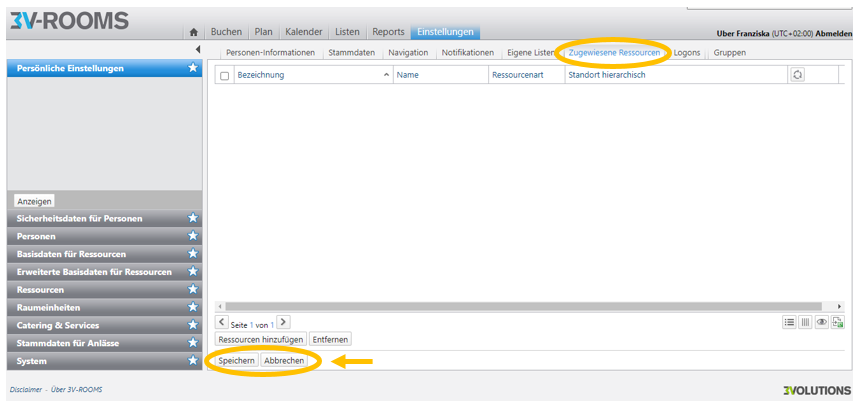 3V-ROOMS
Buchen Plan Kalender Listen Reports Einstellungen
Uber Franziska (UTC+02:00) Abmelden
Personen-Informationen Stammdaten Navigation Notifikationen Eigene Listen Zugewiesene Ressourcen Logons Gruppen
Persönliche Einstellungen
Bezeichnung Name Ressourcenart Standort hierarchisch
Anzeigen
Sicherheitsdaten für Personen
Personen
Basisdaten für Ressourcen
Erweiterte Basisdaten für Ressourcen
Ressourcen
Raumeinheiten
Catering & Services
Stammdaten für Anlässe
System
Seite 1 von 1
Ressourcen hinzufügen Entfernen
Speichern Abbrechen
Disclaimer - Über 3V-ROOMS
3VOLUTIONS